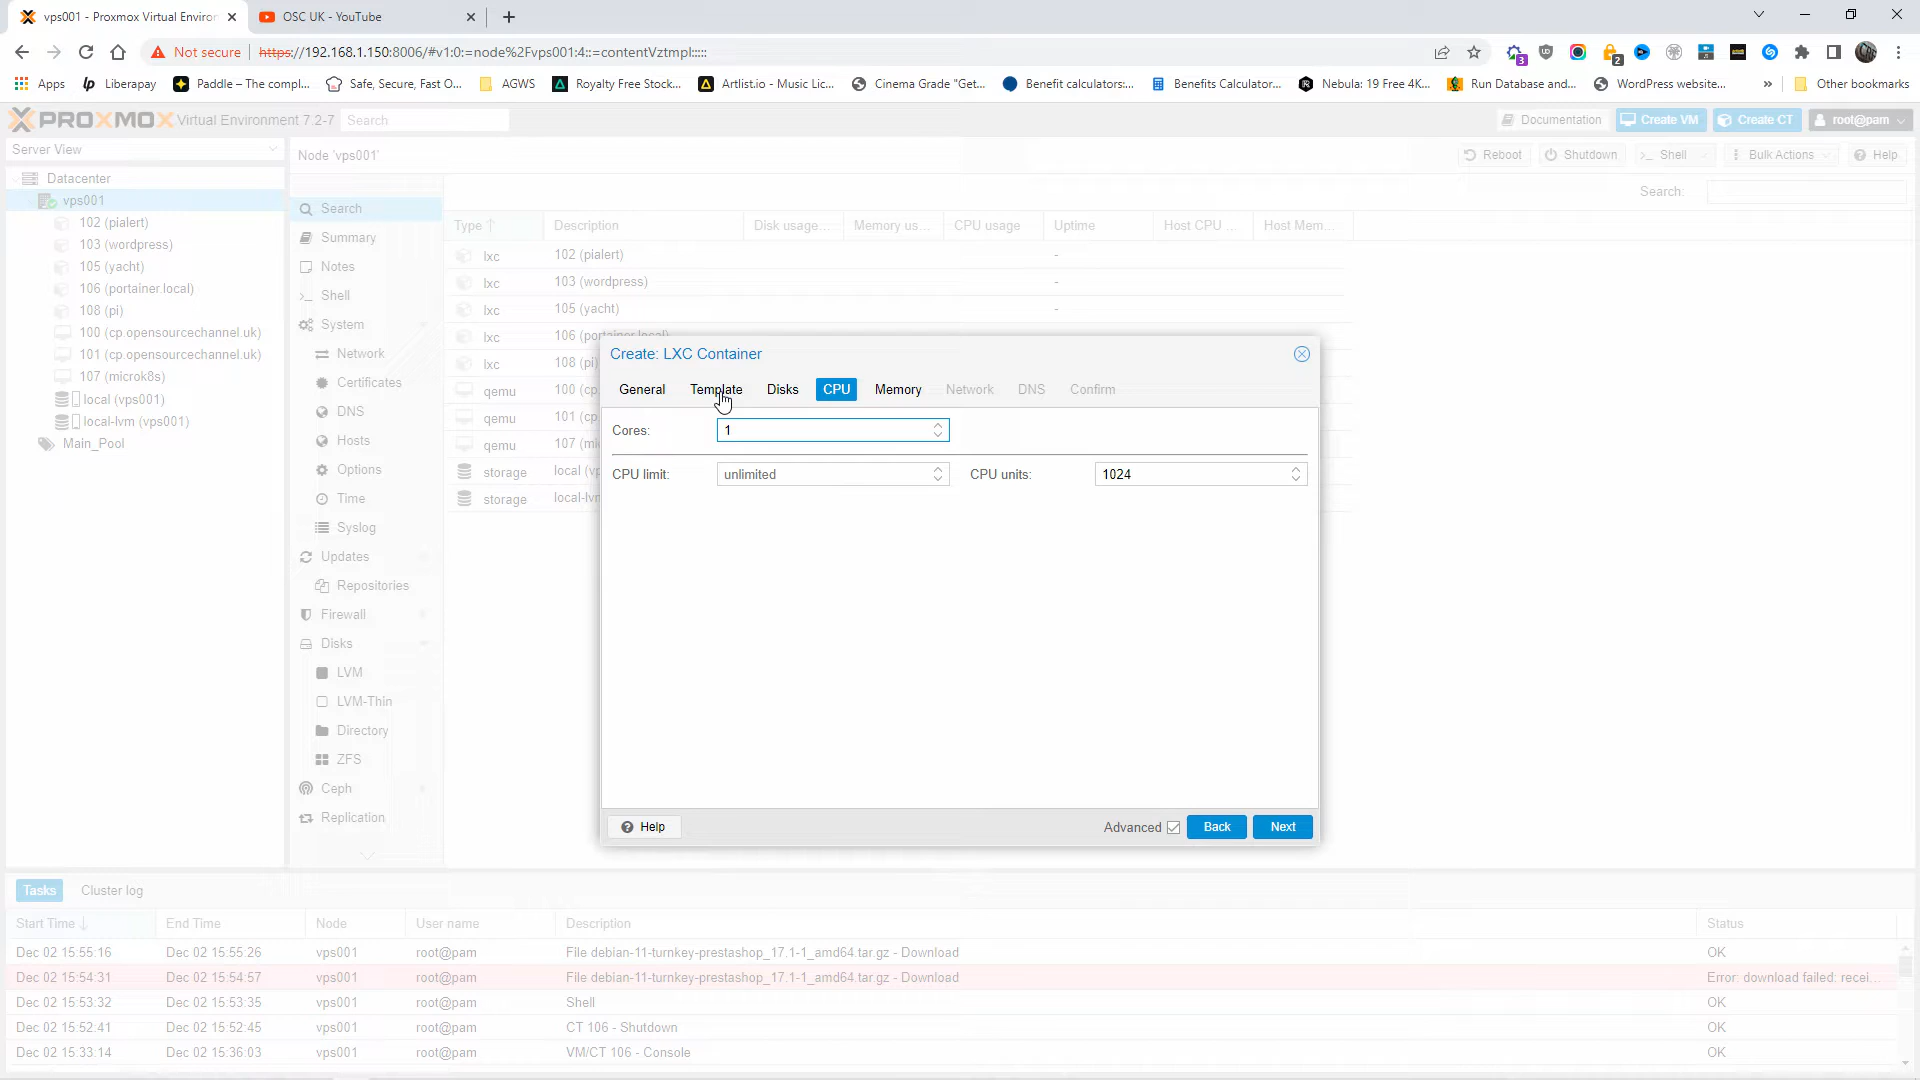 vps001 - Proxmox Virtual Environ
OSC UK - YouTube
Not secure
https://192.168.1.150:8006/#v1:0:=node%2Fvps001:4::=contentVztmpl:::::
3
2
Apps
Liberapay
Paddle – The compl...
Safe, Secure, Fast O...
AGWS
Royalty Free Stock...
Artlist.io - Music Lic...
Cinema Grade "Get...
Benefit calculators:...
Benefits Calculator...
Nebula: 19 Free 4K...
Run Database and...
WordPress website...
»
Other bookmarks
PROXMOX Virtual Environment 7.2-7
Search
Documentation
Create VM
Create CT
root@pam
Server View
Node 'vps001'
Reboot
Shutdown
Shell
Bulk Actions
Help
Datacenter
vps001
102 (pialert)
103 (wordpress)
105 (yacht)
106 (portainer.local)
108 (pi)
100 (cp.opensourcechannel.uk)
101 (cp.opensourcechannel.uk)
107 (microk8s)
local (vps001)
local-lvm (vps001)
Main_Pool
Search
Summary
Notes
Shell
System
Network
Certificates
DNS
Hosts
Options
Time
Syslog
Updates
Repositories
Firewall
Disks
LVM
LVM-Thin
Directory
ZFS
Ceph
Replication
Search:
Type
Description
Disk usage...
Memory us...
CPU usage
Uptime
Host CPU ...
Host Mem...
lxc 102 (pialert) -
lxc 103 (wordpress) -
lxc 105 (yacht) -
lxc 106 (portainer.local)
lxc 108 (pi)
qemu 100 (cp
qemu 101 (cp
qemu 107 (m
storage local (v
storage local-lvm
Create: LXC Container
General
Template
Disks
CPU
Memory
Network
DNS
Confirm
Cores: 1
CPU limit: unlimited
CPU units: 1024
Help
Advanced
Back
Next
Tasks
Cluster log
Start Time
End Time
Node
User name
Description
Status
Dec 02 15:55:16 Dec 02 15:55:26 vps001 root@pam File debian-11-turnkey-prestashop_17.1-1_amd64.tar.gz - Download OK
Dec 02 15:54:31 Dec 02 15:54:57 vps001 root@pam File debian-11-turnkey-prestashop_17.1-1_amd64.tar.gz - Download Error: download failed: recei...
Dec 02 15:53:32 Dec 02 15:53:35 vps001 root@pam Shell OK
Dec 02 15:52:41 Dec 02 15:52:45 vps001 root@pam CT 106 - Shutdown OK
Dec 02 15:33:14 Dec 02 15:36:03 vps001 root@pam VM/CT 106 - Console OK